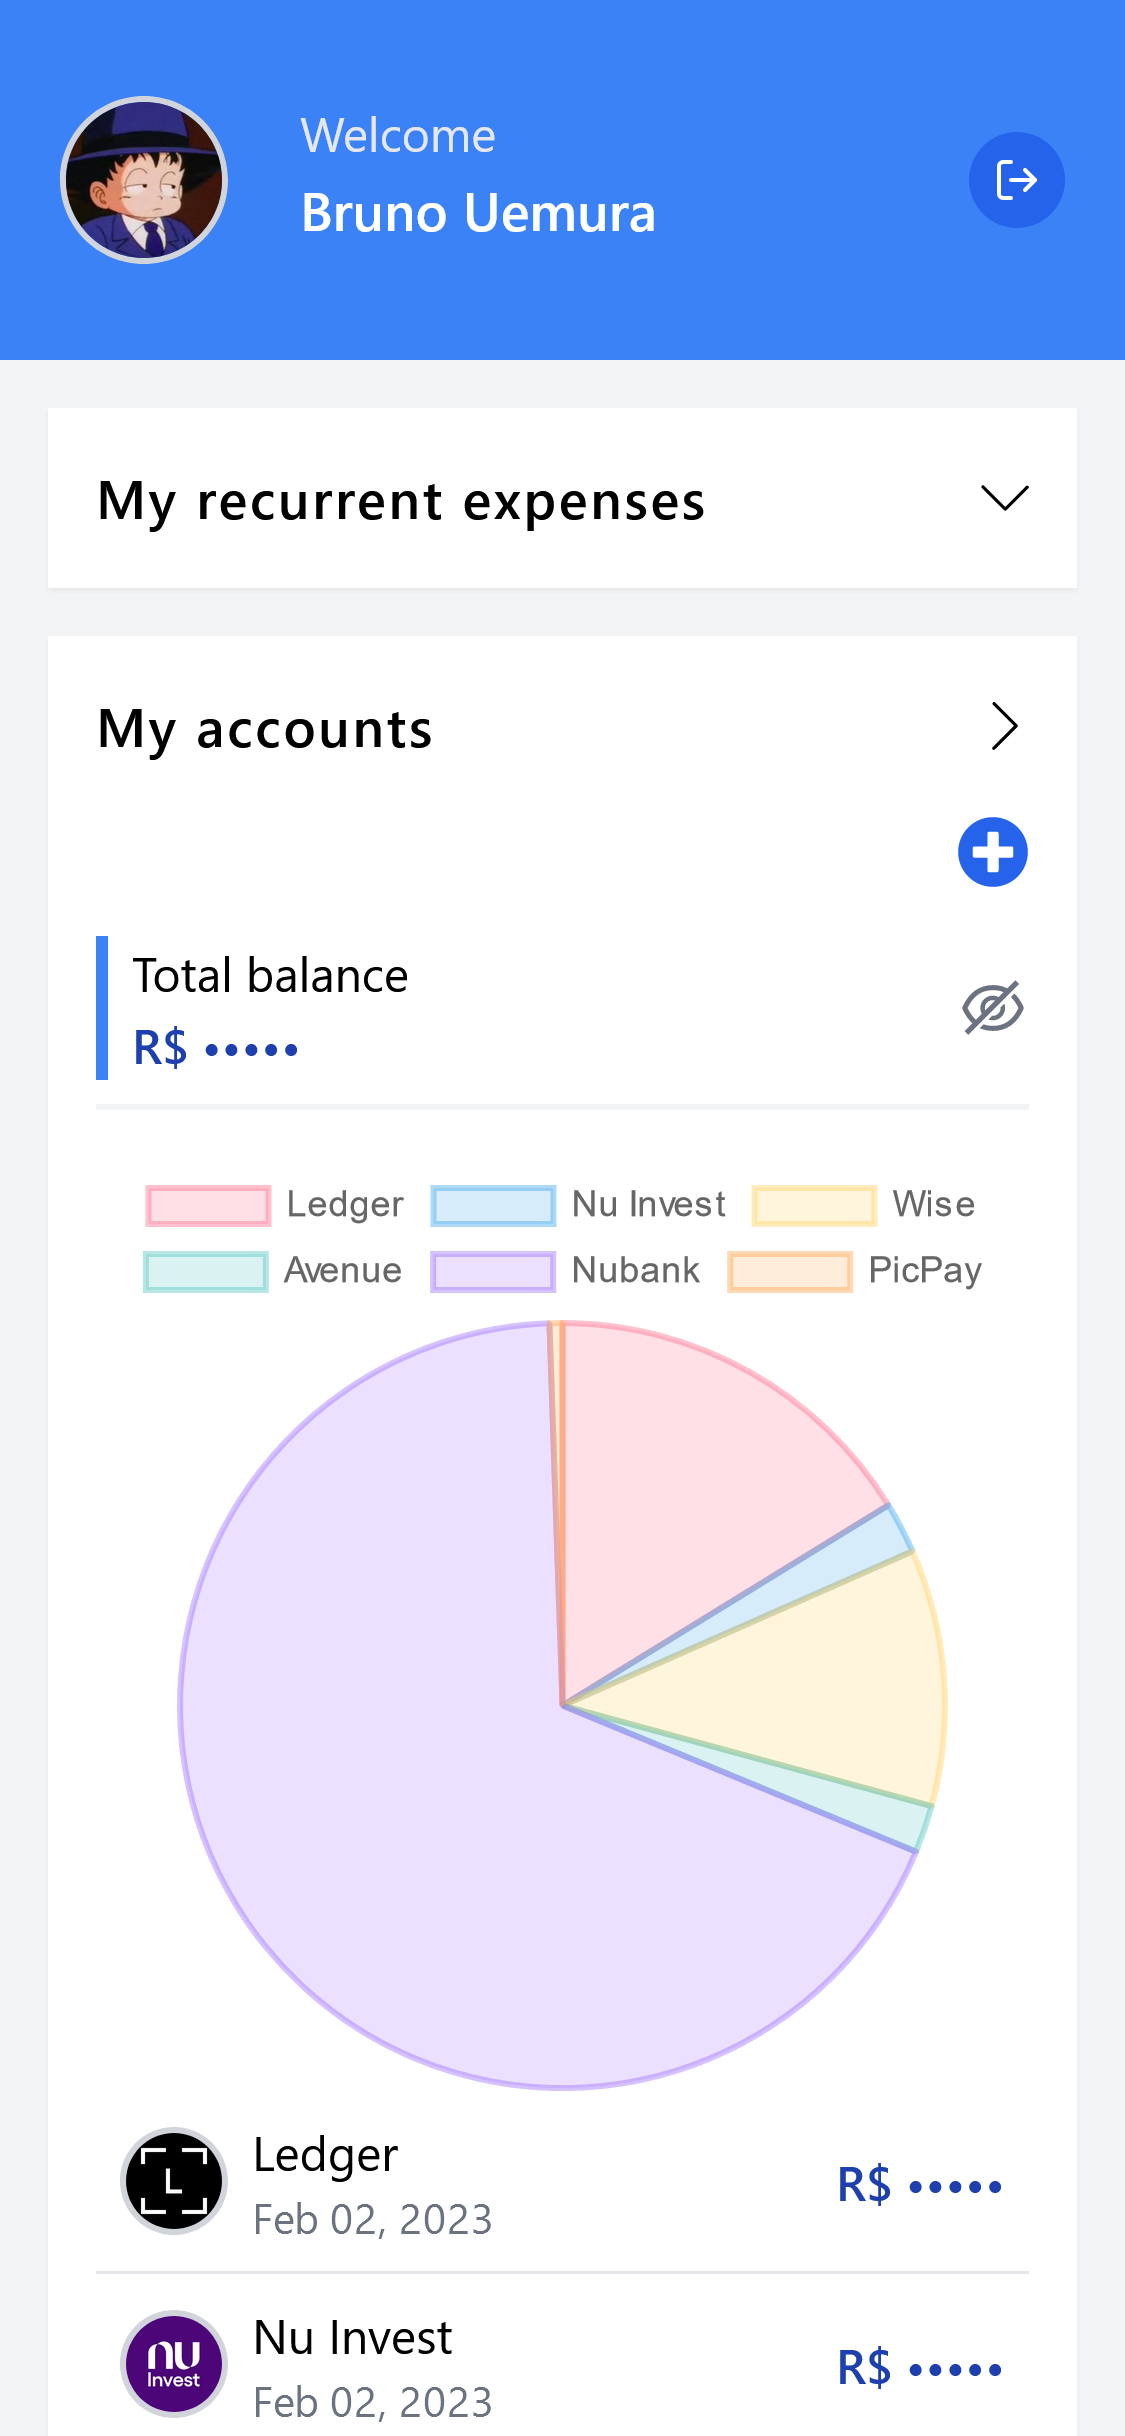 Welcome
Bruno Uemura
My recurrent expenses
My accounts
Total balance
R$ •••••
Ledger Nu Invest Wise
Avenue Nubank PicPay
L
Ledger
R$ •••••
Feb 02, 2023
nu
Invest
Nu Invest
R$ •••••
Feb 02, 2023